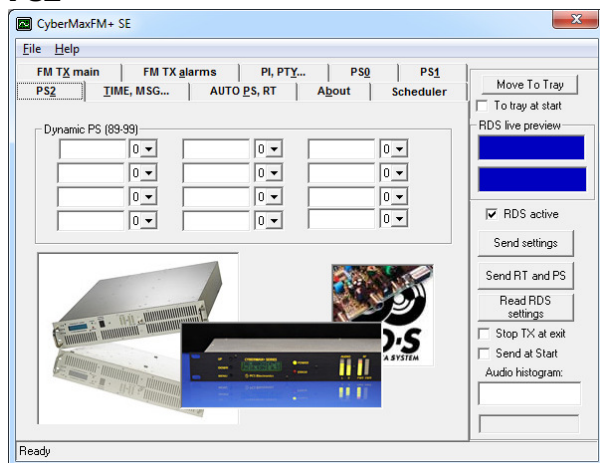 CyberMaxFM+ SE
File Help
FM TX main FM TX alarms PI, PTY... PS0 PS1
PS2 TIME, MSG... AUTO PS, RT About Scheduler
Move To Tray
To tray at start
RDS live preview
Dynamic PS (89-99)
0 0 0
0 0 0
0 0 0
0 0 0
RDS active
Send settings
Send RT and PS
Read RDS
settings
Stop TX at exit
Send at Start
Audio histogram:
CYBERMAX+ SERIES
A SYSTEM
Ready